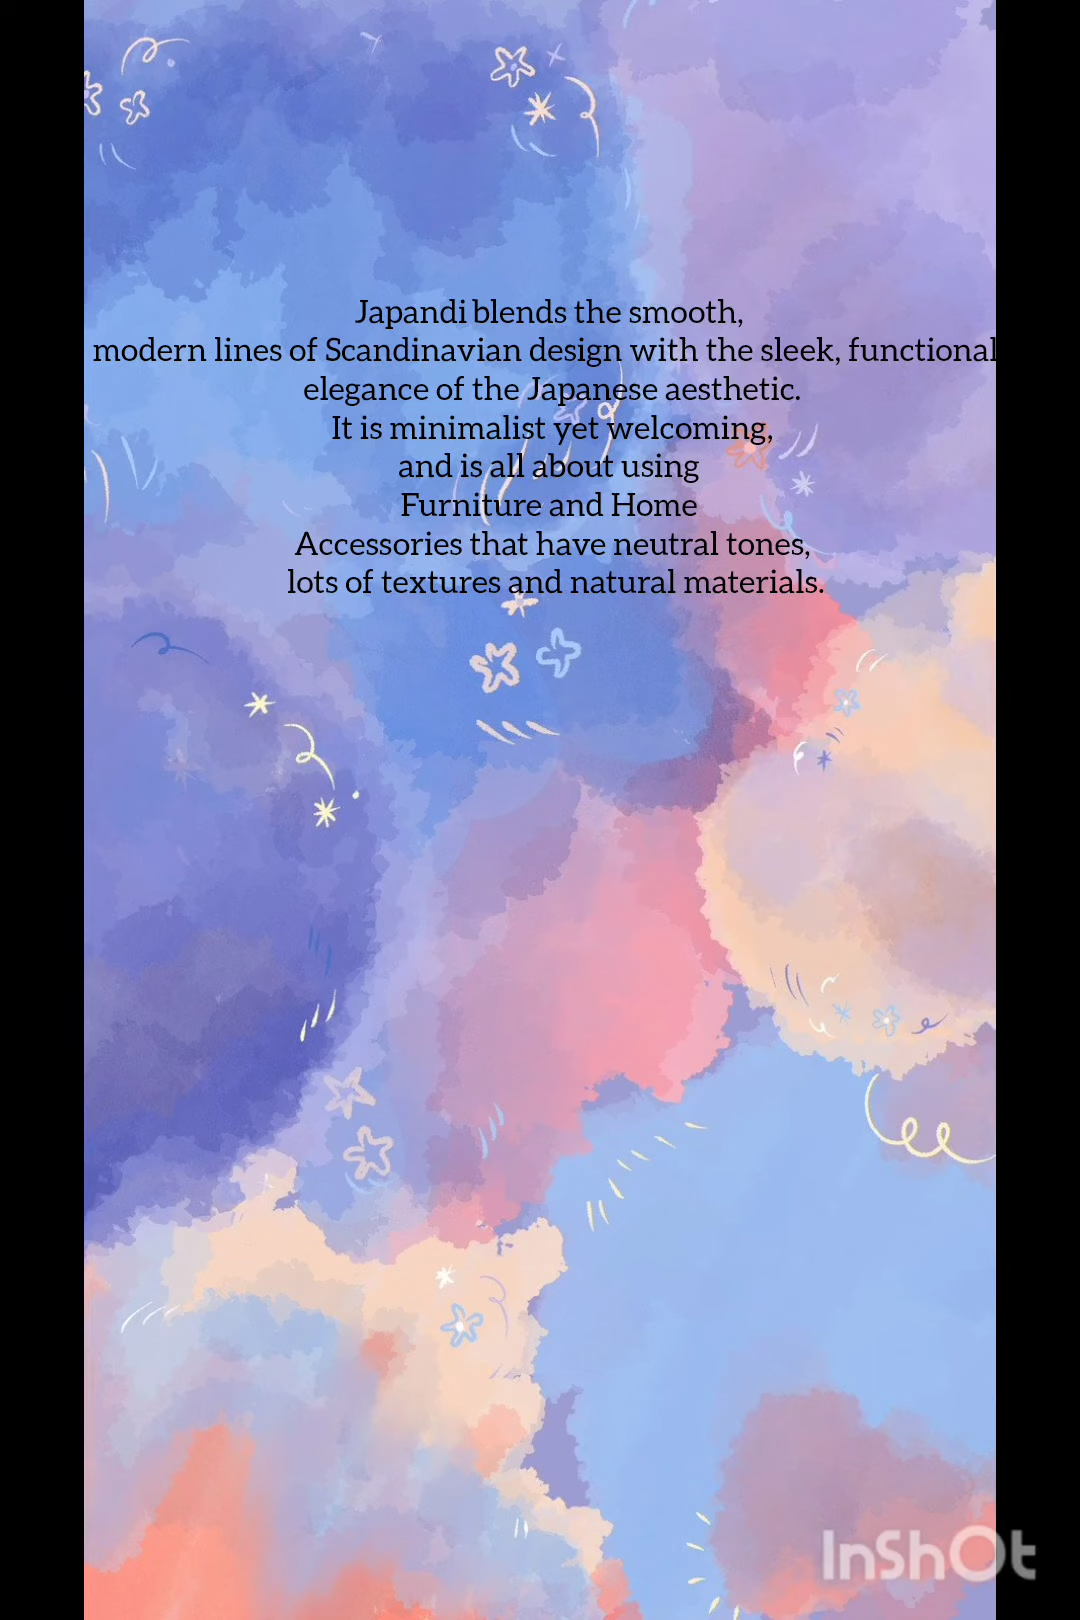 Japandi blends the smooth,
modern lines of Scandinavian design with the sleek, functional
elegance of the Japanese aesthetic.
It is minimalist yet welcoming,
and is all about using
Furniture and Home
Accessories that have neutral tones,
lots of textures and natural materials.
InShOt